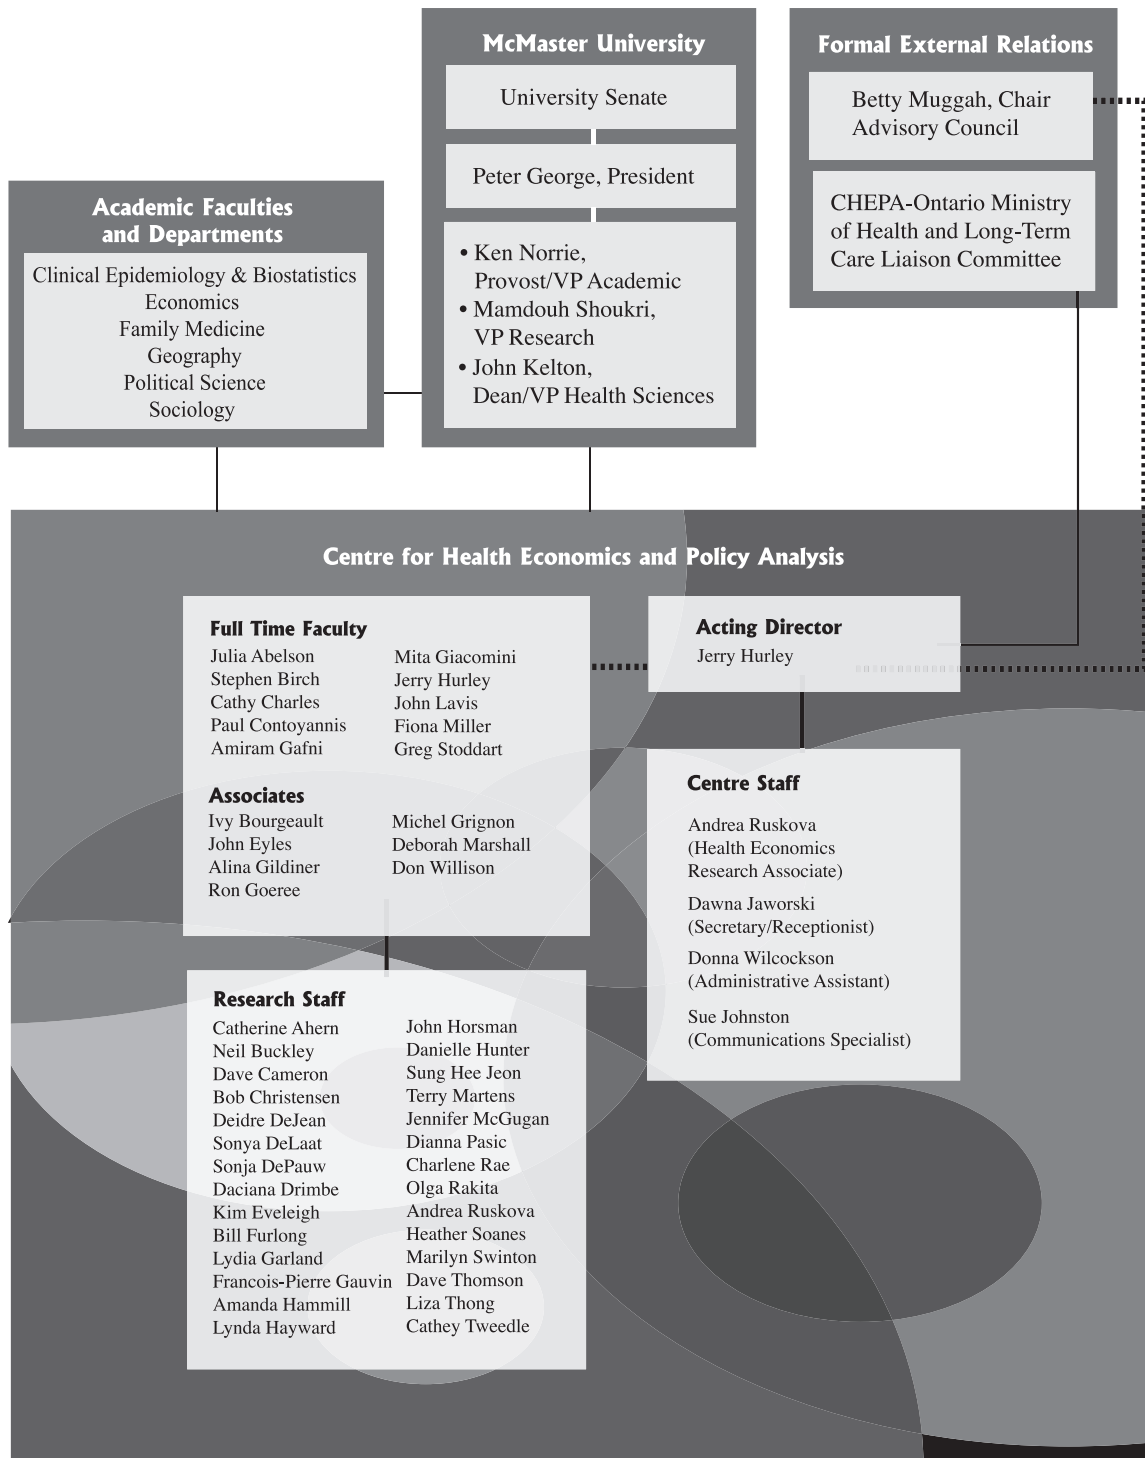 McMaster University
University Senate
Peter George, President
• Ken Norrie,
Provost/VP Academic
• Mamdouh Shoukri,
VP Research
• John Kelton,
Dean/VP Health Sciences
Formal External Relations
Betty Muggah, Chair
Advisory Council
CHEPA-Ontario Ministry
of Health and Long-Term
Care Liaison Committee
Academic Faculties
and Departments
Clinical Epidemiology & Biostatistics
Economics
Family Medicine
Geography
Political Science
Sociology
Centre for Health Economics and Policy Analysis
Full Time Faculty
Julia Abelson
Stephen Birch
Cathy Charles
Paul Contoyannis
Amiram Gafni
Mita Giacomini
Jerry Hurley
John Lavis
Fiona Miller
Greg Stoddart
Associates
Ivy Bourgeault
John Eyles
Alina Gildiner
Ron Goeree
Michel Grignon
Deborah Marshall
Don Willison
Acting Director
Jerry Hurley
Centre Staff
Andrea Ruskova
(Health Economics
Research Associate)
Dawna Jaworski
(Secretary/Receptionist)
Donna Wilcockson
(Administrative Assistant)
Sue Johnston
(Communications Specialist)
Research Staff
Catherine Ahern
Neil Buckley
Dave Cameron
Bob Christensen
Deidre DeJean
Sonya DeLaat
Sonja DePauw
Daciana Drimbe
Kim Eveleigh
Bill Furlong
Lydia Garland
Francois-Pierre Gauvin
Amanda Hammill
Lynda Hayward
John Horsman
Danielle Hunter
Sung Hee Jeon
Terry Martens
Jennifer McGugan
Dianna Pasic
Charlene Rae
Olga Rakita
Andrea Ruskova
Heather Soanes
Marilyn Swinton
Dave Thomson
Liza Thong
Cathey Tweedle